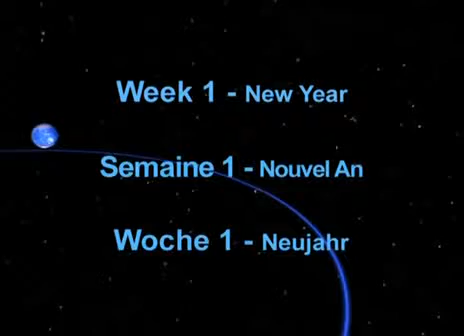 Week 1 - New Year
Semaine 1 - Nouvel An
Woche 1 - Neujahr